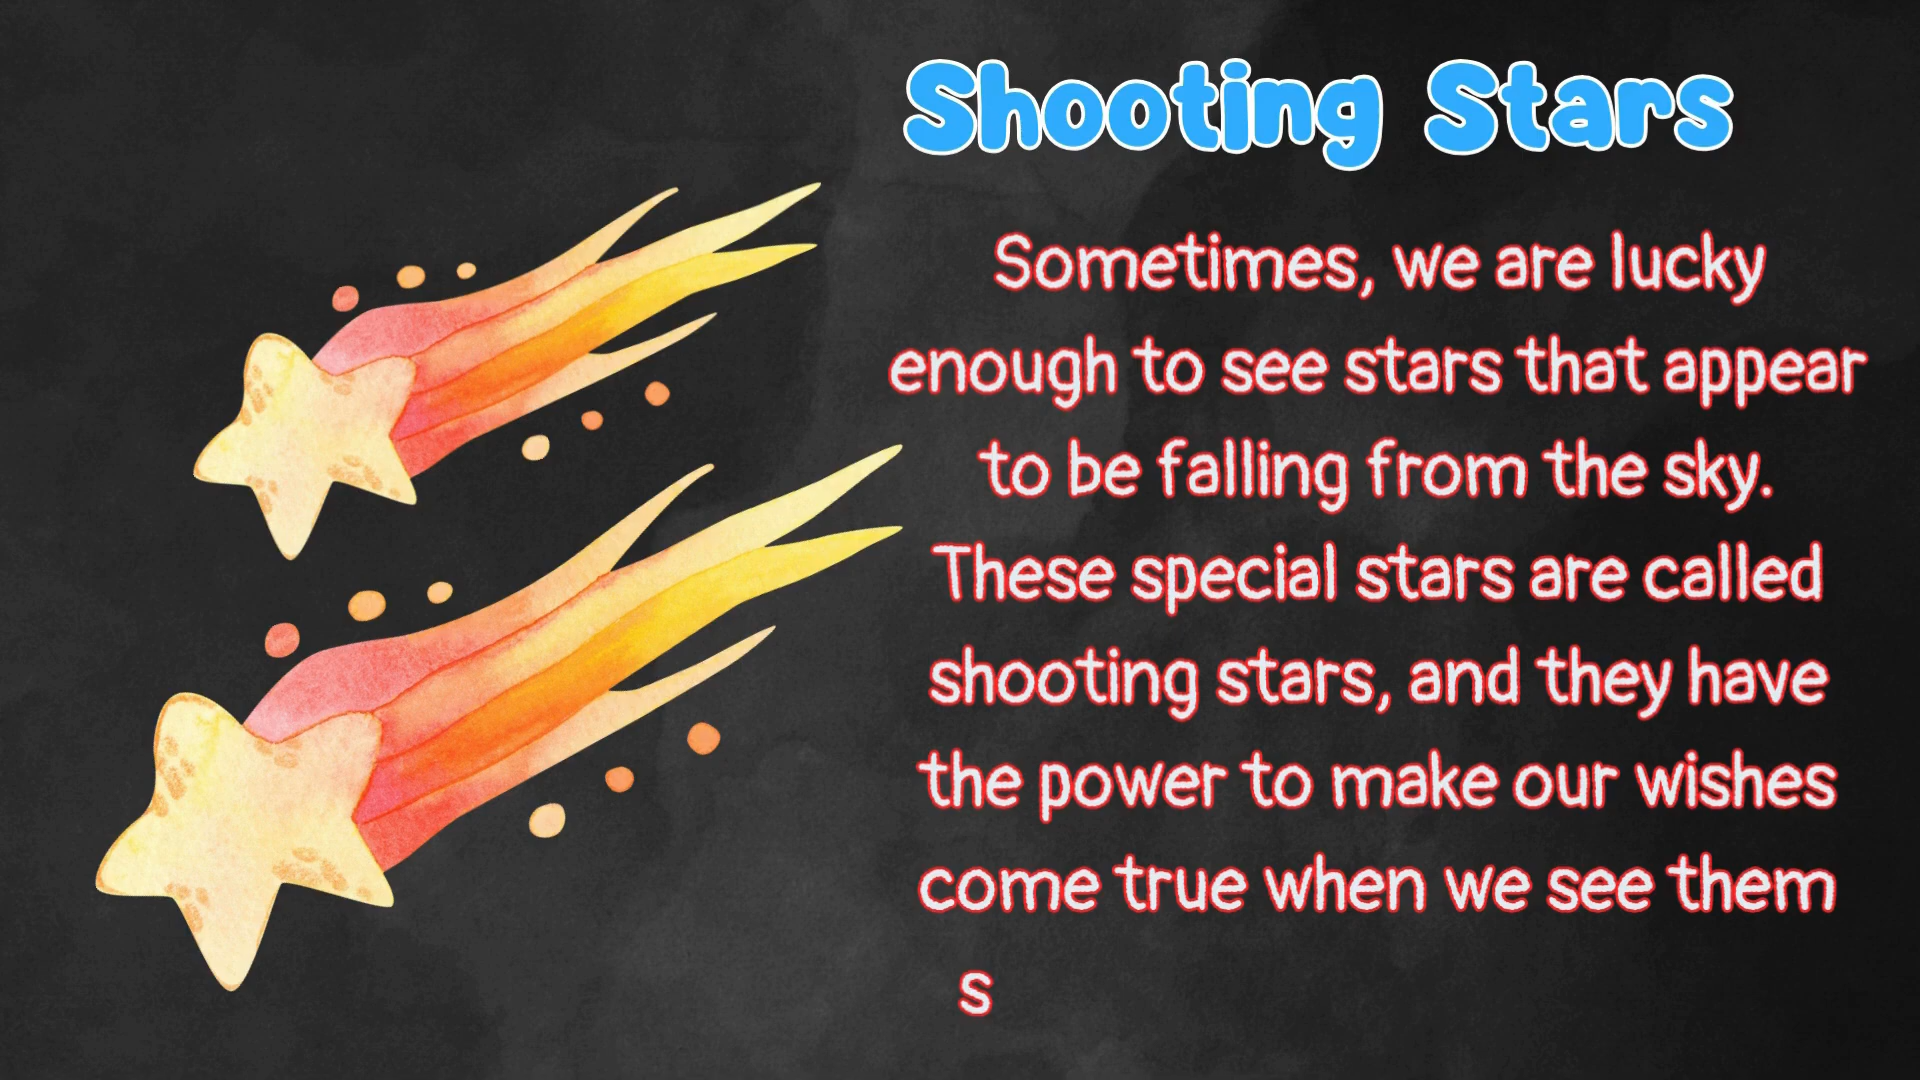 Shooting Stars
Sometimes, we are lucky
enough to see stars that appear
to be falling from the sky.
These special stars are called
shooting stars, and they have
the power to make our wishes
come true when we see them
s